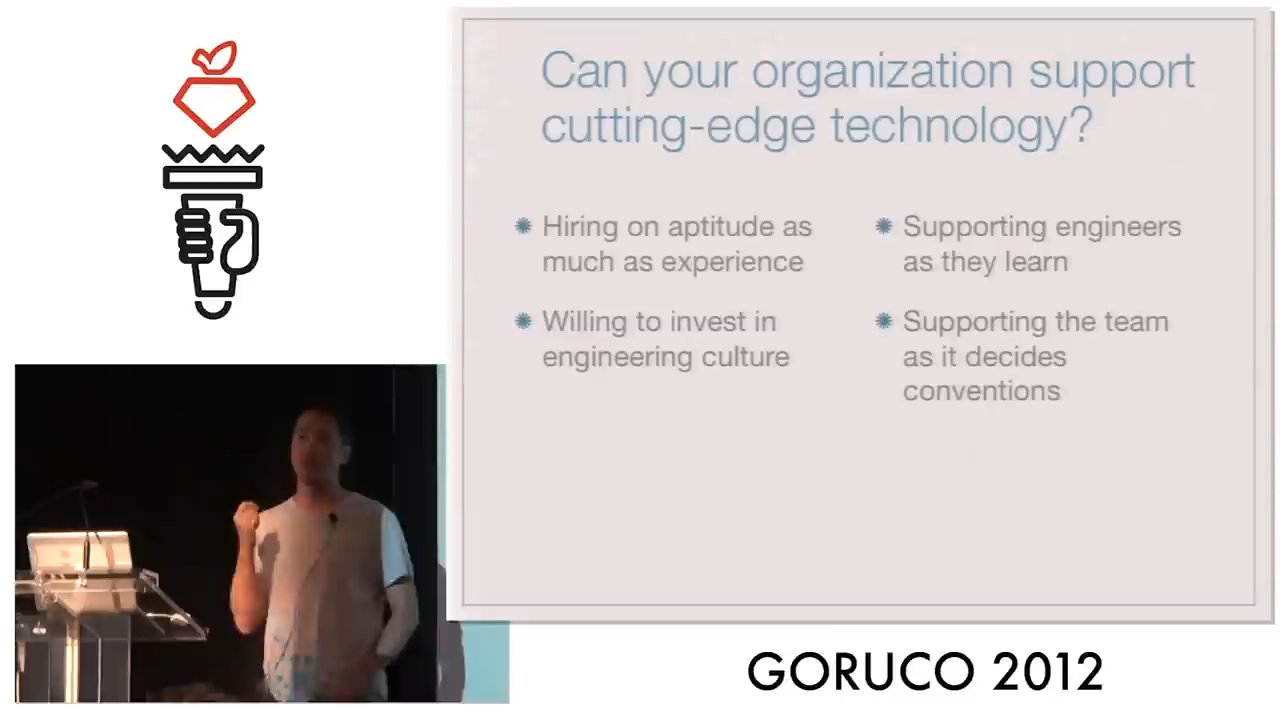 Can your organization support
cutting-edge technology?
Hiring on aptitude as
much as experience
Willing to invest in
engineering culture
Supporting engineers
as they learn
Supporting the team
as it decides
conventions
GORUCO 2012